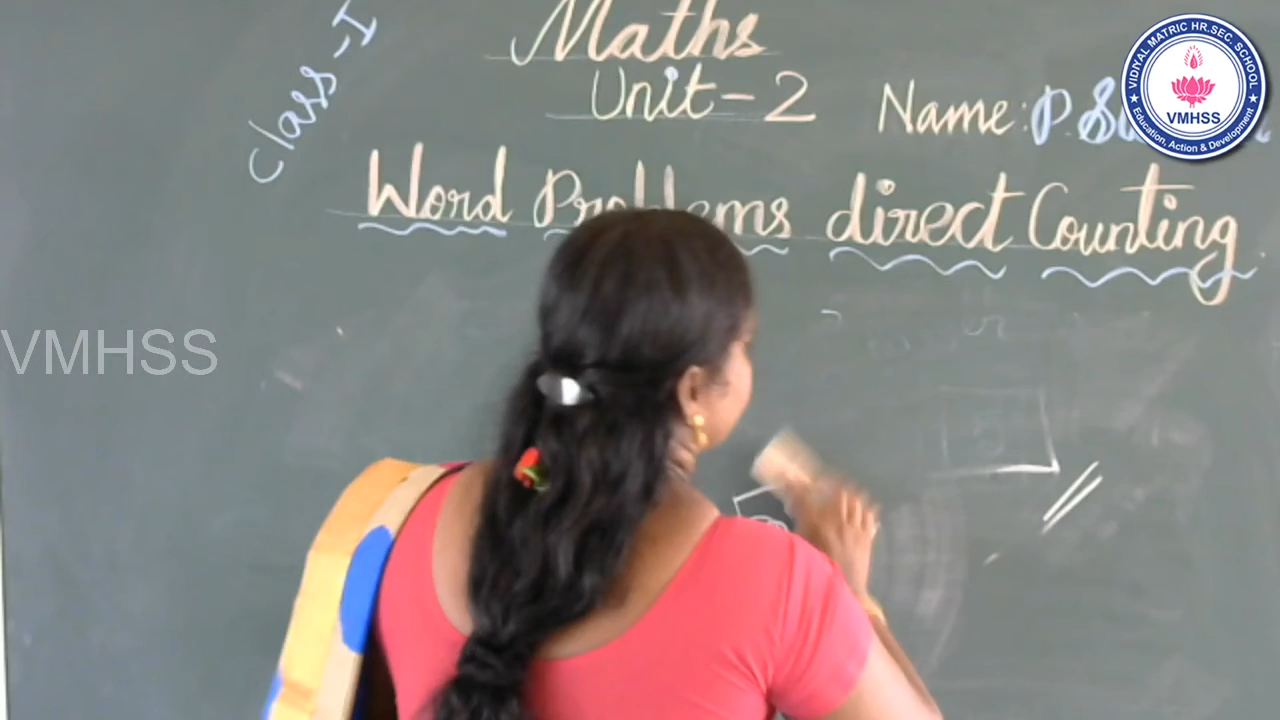 Class - I
Maths
Unit - 2
Name: P.
Word Problems direct Counting
VIDIYAL MATRIC HR.SEC. SCHOOL
VMHSS
★ Education, Action & Development ★
VMHSS